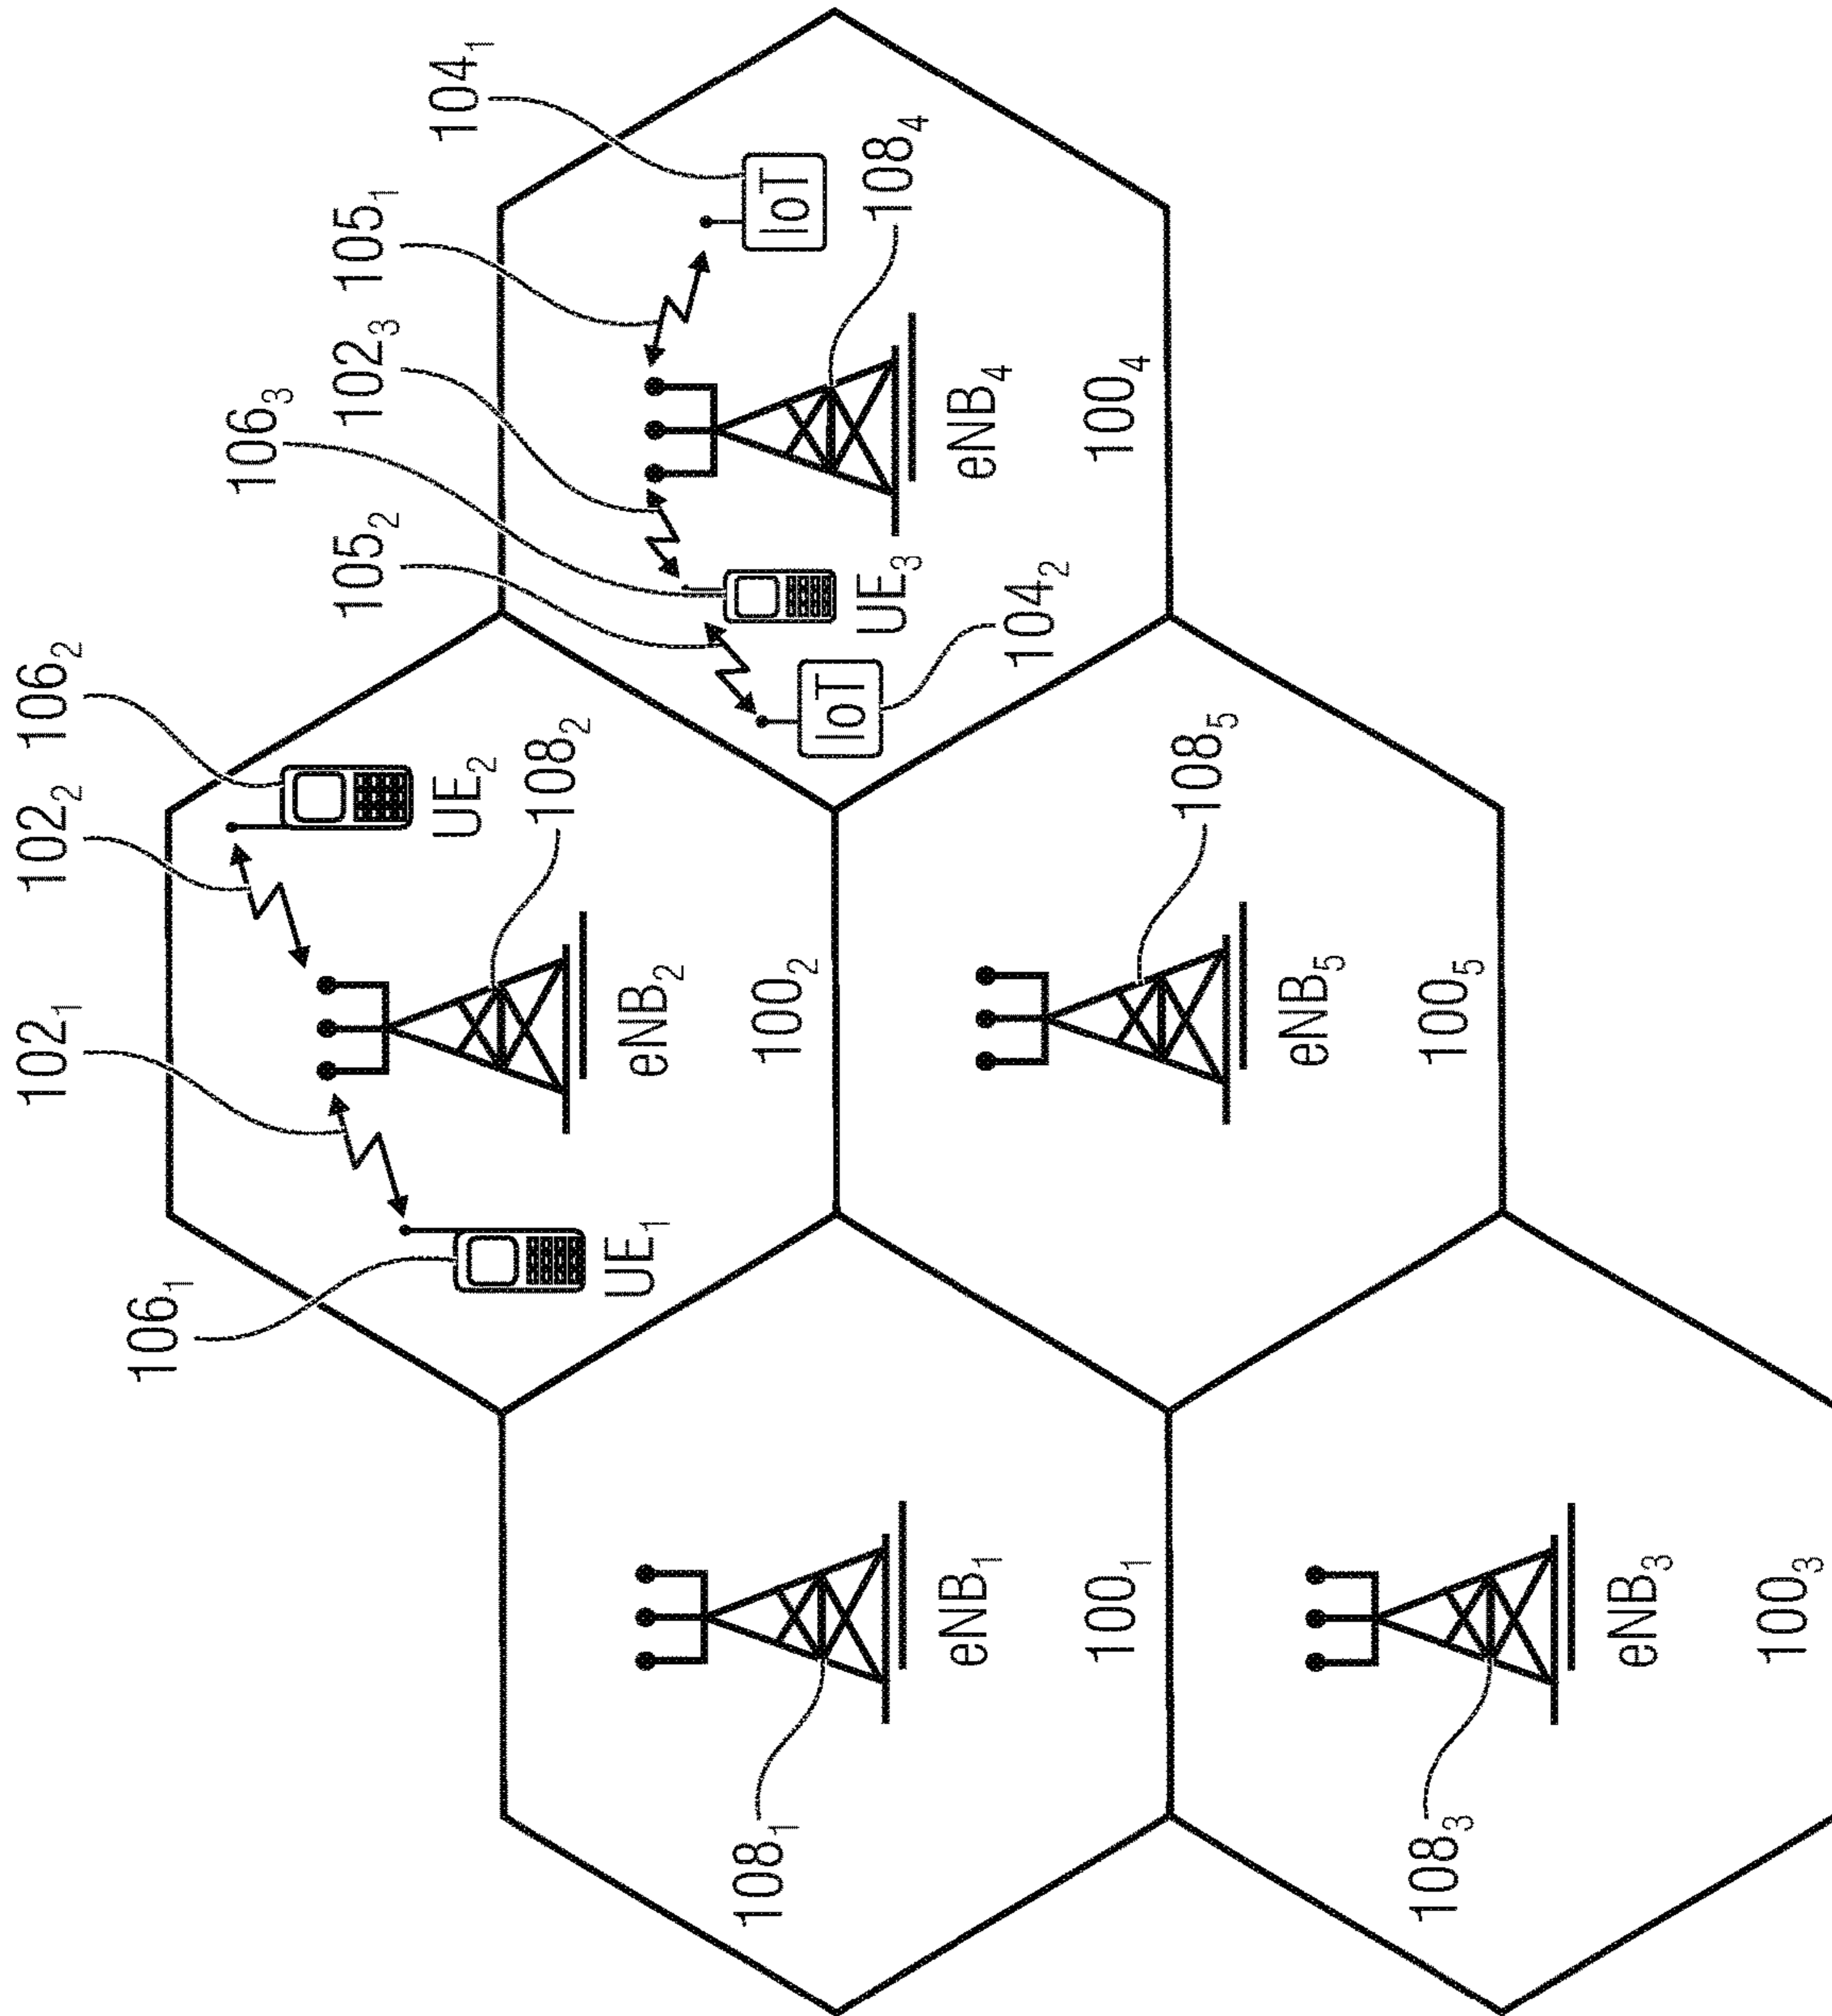 102₁
102₂
106₂
106₁
105₂
106₃
102₃
105₁
104₁
UE₂
108₂
UE₁
eNB₂
IoT
IoT
108₄
UE₃
eNB₄
104₂
100₂
100₄
108₁
eNB₁
108₅
100₁
eNB₅
100₅
108₃
eNB₃
100₃